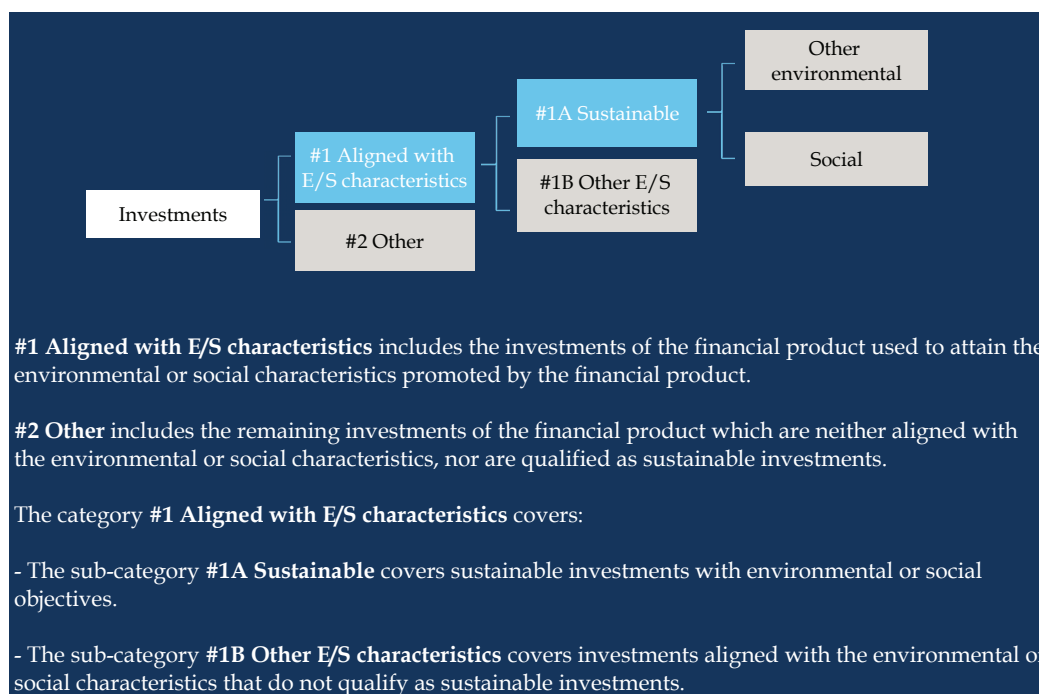 Other
environmental
#1A Sustainable
#1 Aligned with
E/S characteristics
Social
#1B Other E/S
characteristics
Investments
#2 Other
#1 Aligned with E/S characteristics includes the investments of the financial product used to attain the
environmental or social characteristics promoted by the financial product.
#2 Other includes the remaining investments of the financial product which are neither aligned with
the environmental or social characteristics, nor are qualified as sustainable investments.
The category #1 Aligned with E/S characteristics covers:
- The sub-category #1A Sustainable covers sustainable investments with environmental or social
objectives.
- The sub-category #1B Other E/S characteristics covers investments aligned with the environmental or
social characteristics that do not qualify as sustainable investments.